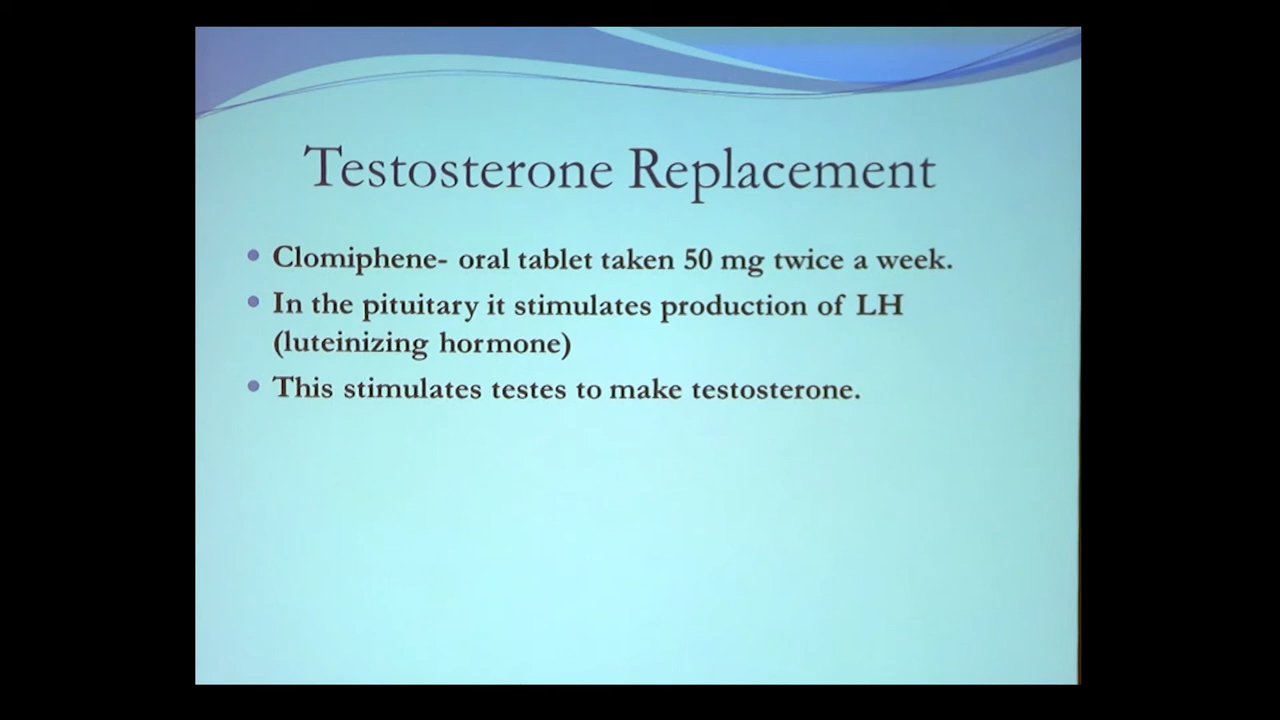 Testosterone Replacement
• Clomiphene- oral tablet taken 50 mg twice a week.
• In the pituitary it stimulates production of LH
(luteinizing hormone)
• This stimulates testes to make testosterone.